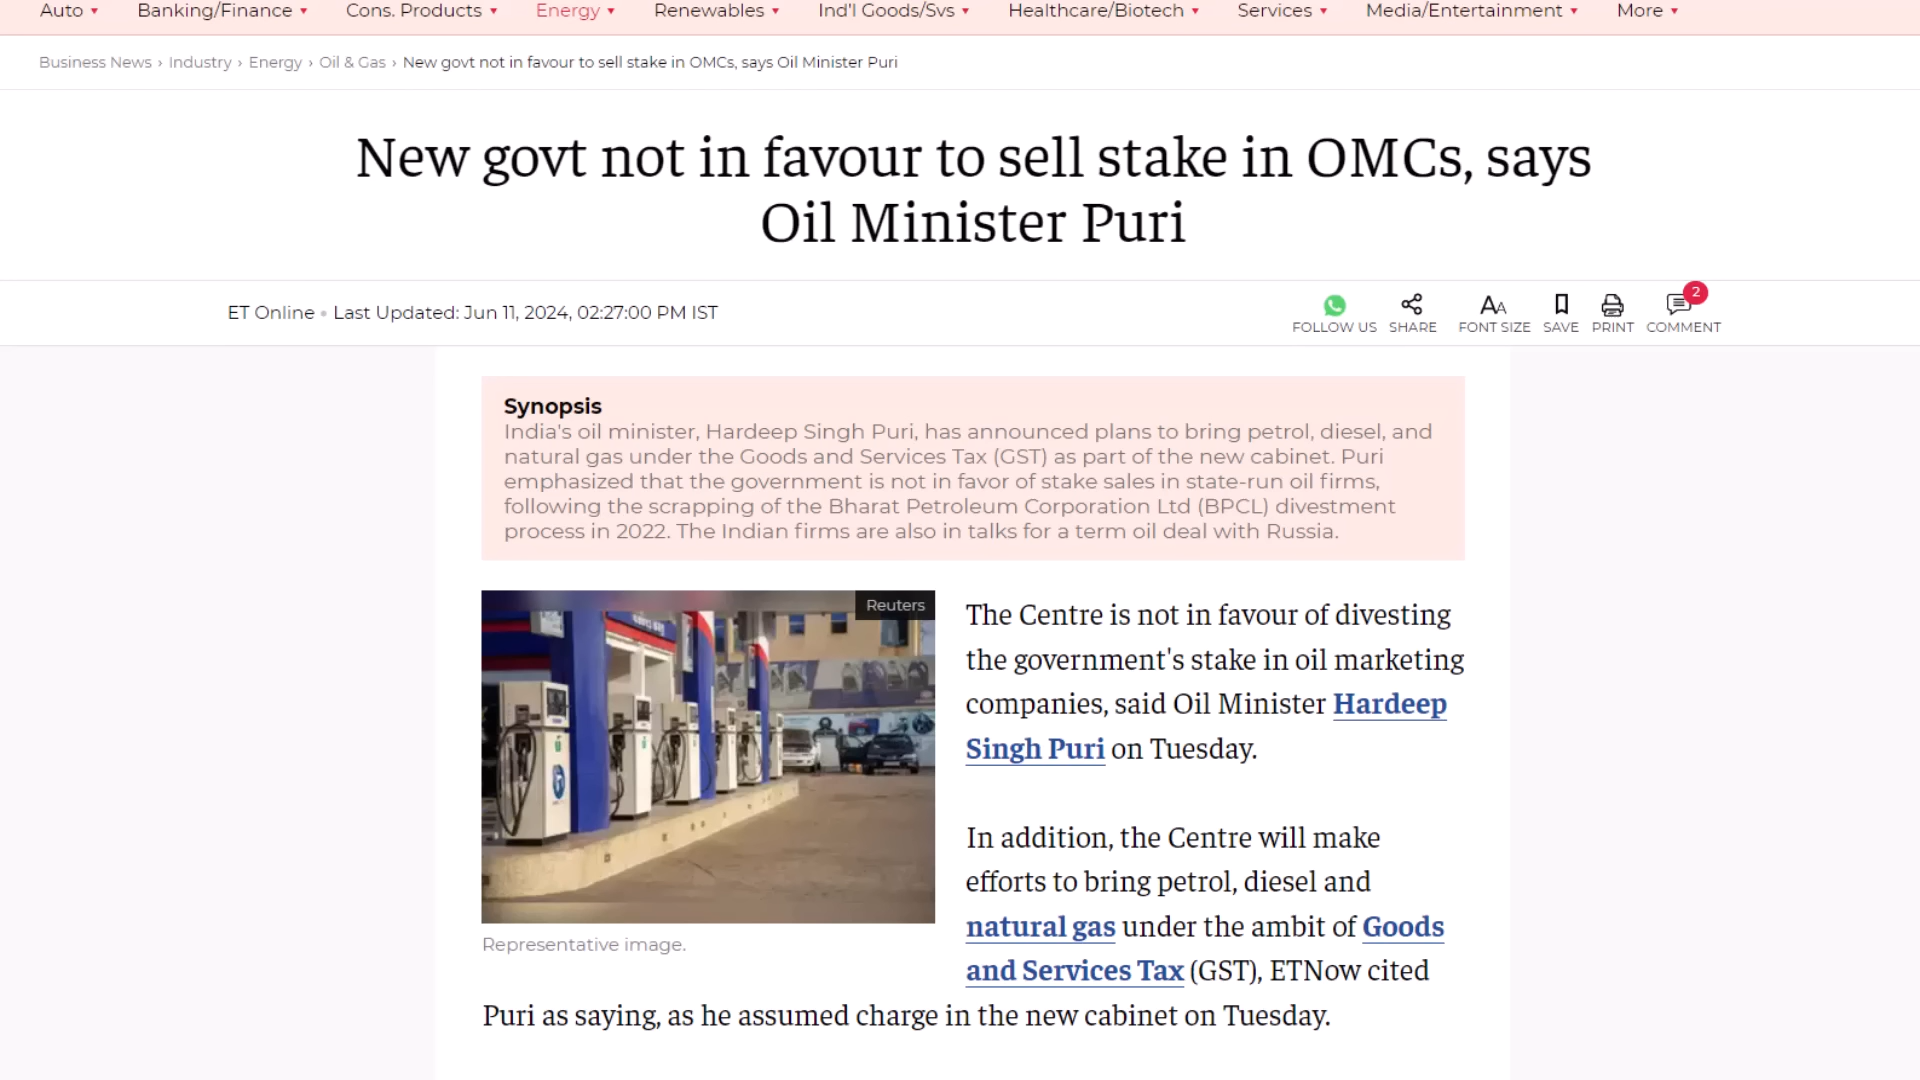 Auto Banking/Finance Cons. Products Energy Renewables Ind'l Goods/Svs Healthcare/Biotech Services Media/Entertainment More
Business News › Industry › Energy › Oil & Gas › New govt not in favour to sell stake in OMCs, says Oil Minister Puri
New govt not in favour to sell stake in OMCs, says
Oil Minister Puri
ET Online • Last Updated: Jun 11, 2024, 02:27:00 PM IST
2
FOLLOW US SHARE FONT SIZE SAVE PRINT COMMENT
Synopsis
India's oil minister, Hardeep Singh Puri, has announced plans to bring petrol, diesel, and
natural gas under the Goods and Services Tax (GST) as part of the new cabinet. Puri
emphasized that the government is not in favor of stake sales in state-run oil firms,
following the scrapping of the Bharat Petroleum Corporation Ltd (BPCL) divestment
process in 2022. The Indian firms are also in talks for a term oil deal with Russia.
Reuters
Representative image.
The Centre is not in favour of divesting
the government's stake in oil marketing
companies, said Oil Minister Hardeep
Singh Puri on Tuesday.
In addition, the Centre will make
efforts to bring petrol, diesel and
natural gas under the ambit of Goods
and Services Tax (GST), ETNow cited
Puri as saying, as he assumed charge in the new cabinet on Tuesday.